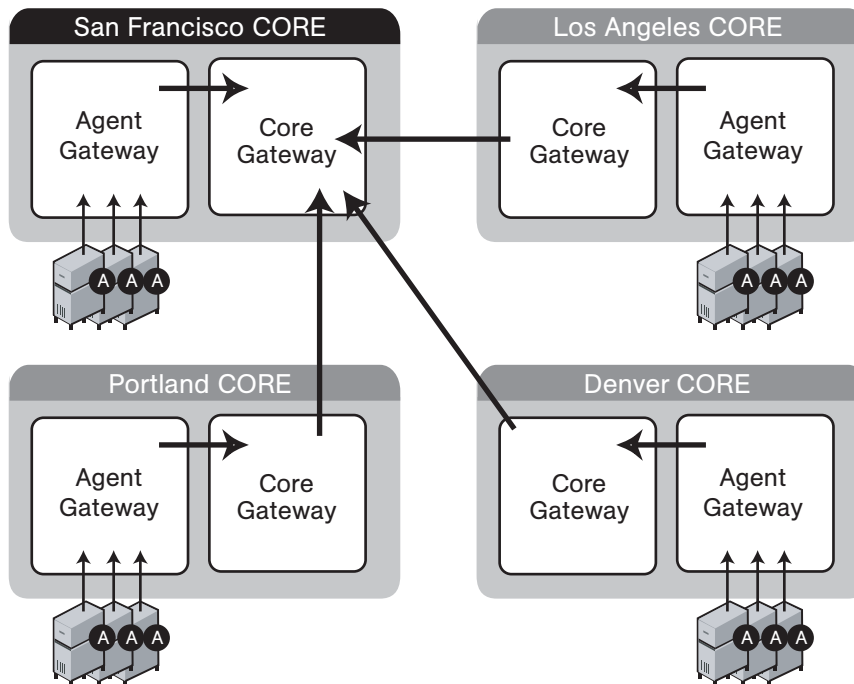 San Francisco CORE
Agent
Gateway
Core
Gateway
A A A
Los Angeles CORE
Core
Gateway
Agent
Gateway
A A A
Portland CORE
Agent
Gateway
Core
Gateway
A A A
Denver CORE
Core
Gateway
Agent
Gateway
A A A